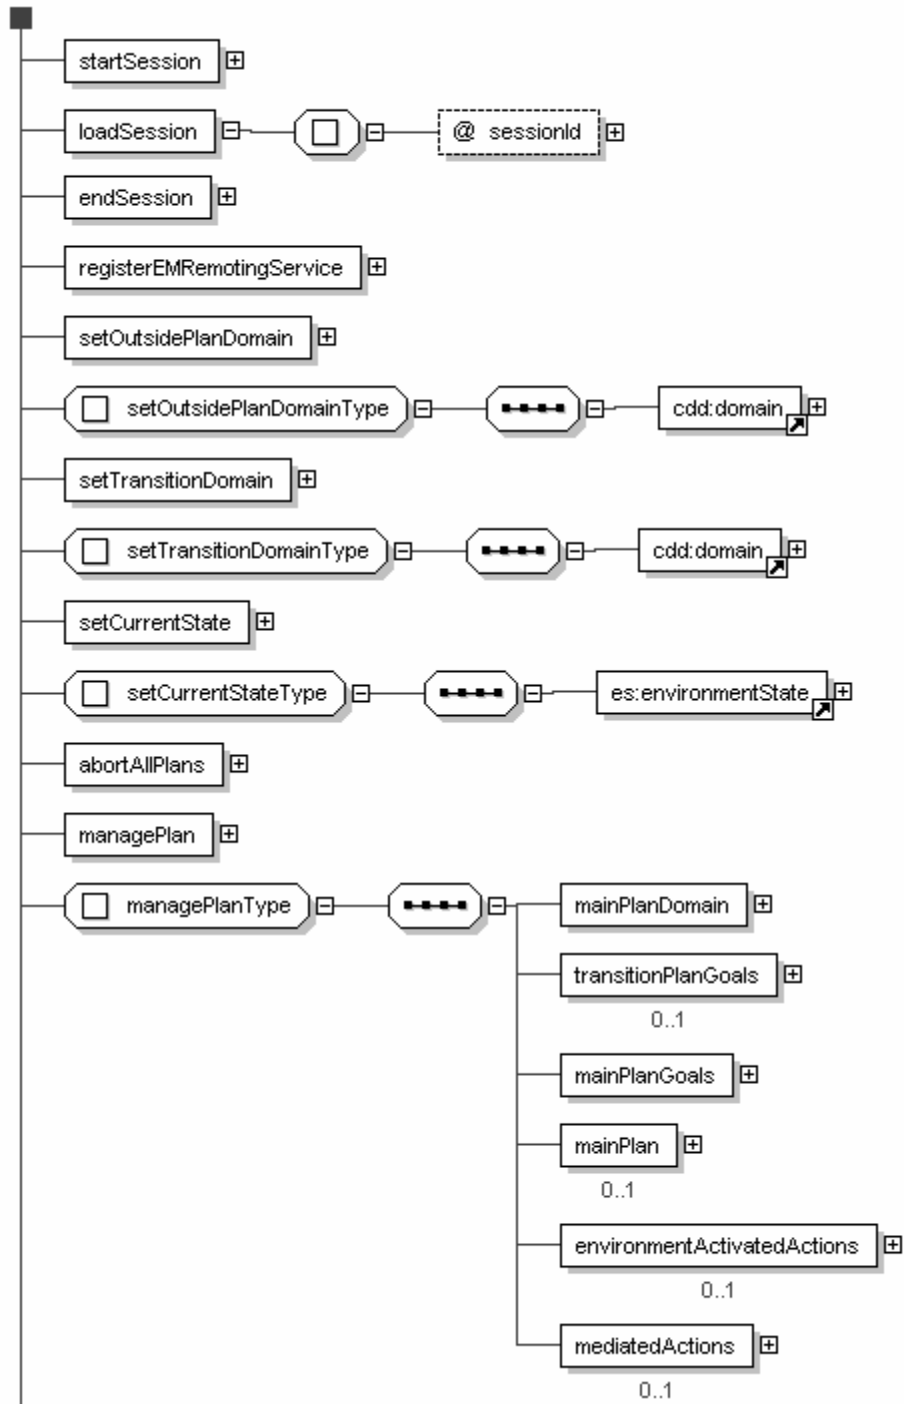 startSession
loadSession
@ sessionId
endSession
registerEMRemotingService
setOutsidePlanDomain
setOutsidePlanDomainType
cdd:domain
setTransitionDomain
setTransitionDomainType
cdd:domain
setCurrentState
setCurrentStateType
es:environmentState
abortAllPlans
managePlan
managePlanType
mainPlanDomain
transitionPlanGoals
0..1
mainPlanGoals
mainPlan
0..1
environmentActivatedActions
0..1
mediatedActions
0..1